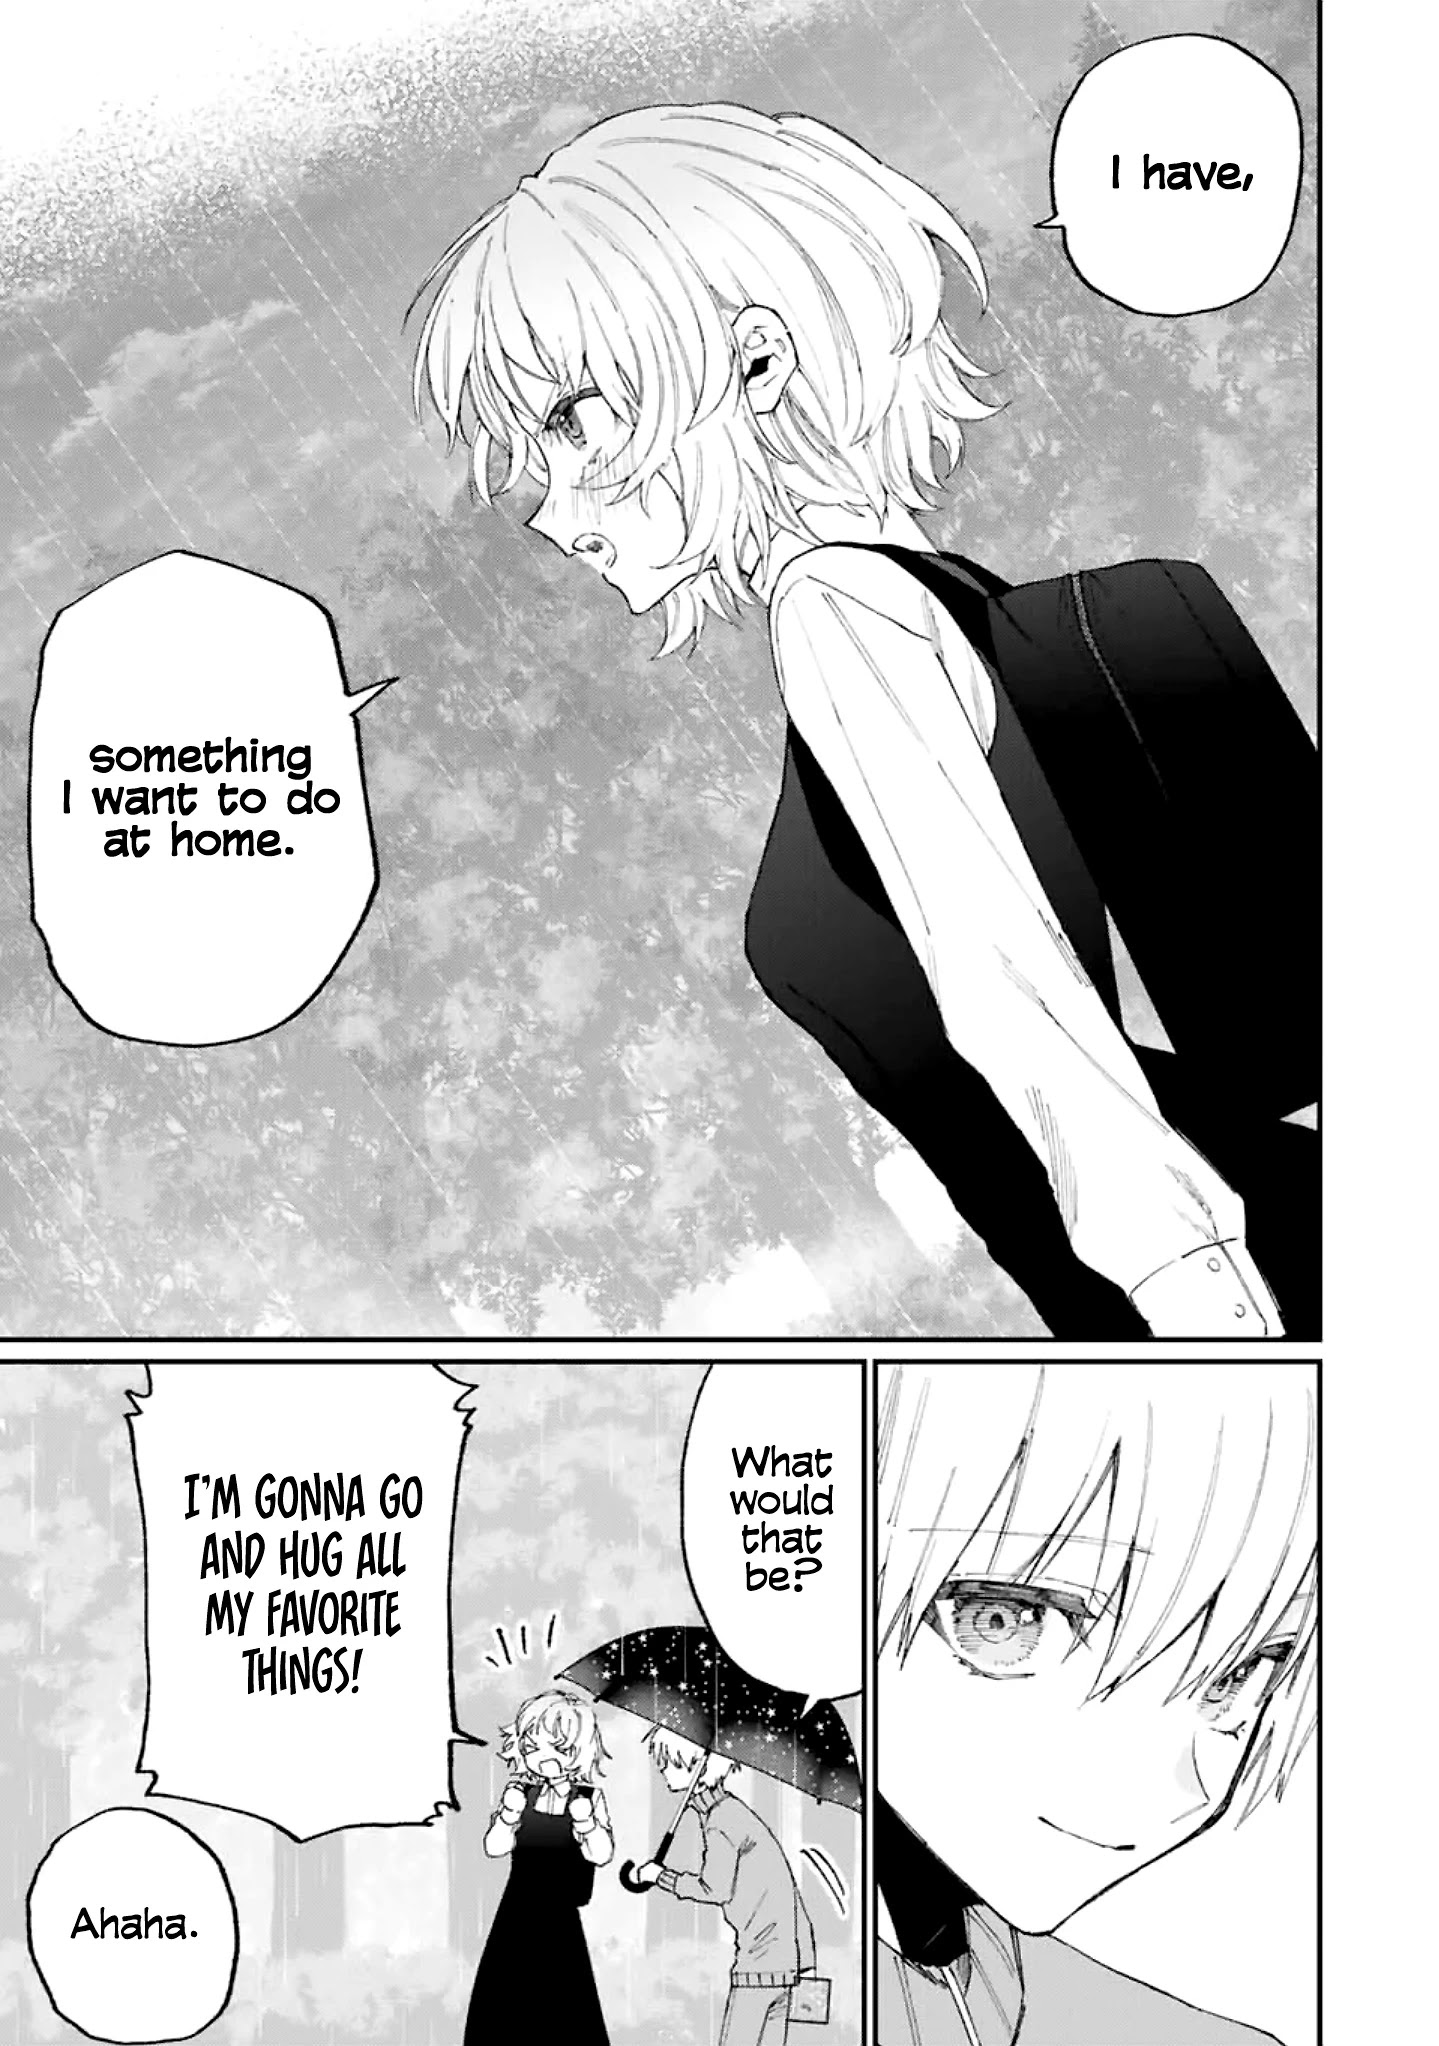 I have,
something
I want to do
at home.
What
would
that
be?
I'M GONNA GO
AND HUG ALL
MY FAVORITE
THINGS!
Ahaha.